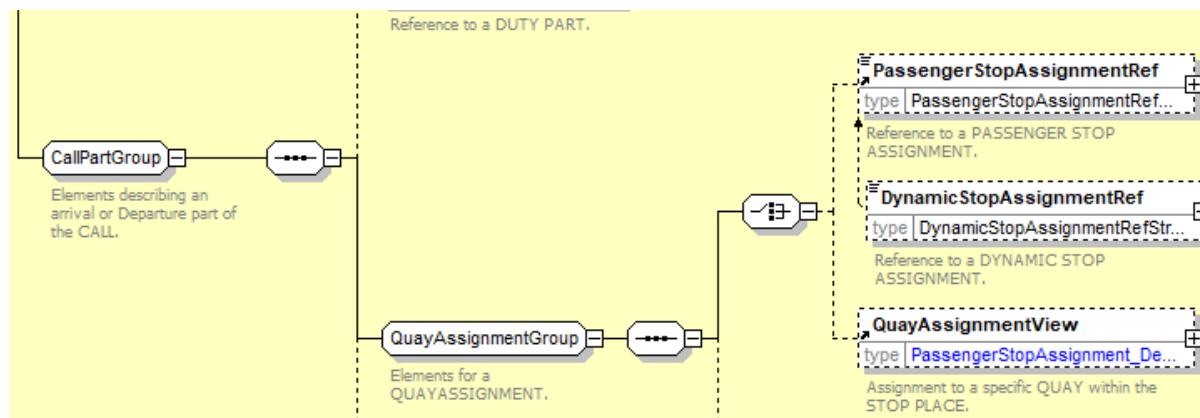 Reference to a DUTY PART.
PassengerStopAssignmentRef
type PassengerStopAssignmentRef...
Reference to a PASSENGER STOP
ASSIGNMENT.
CallPartGroup
Elements describing an
arrival or Departure part of
the CALL.
DynamicStopAssignmentRef
type DynamicStopAssignmentRefStr...
Reference to a DYNAMIC STOP
ASSIGNMENT.
QuayAssignmentGroup
Elements for a
QUAYASSIGNMENT.
QuayAssignmentView
type PassengerStopAssignment_De...
Assignment to a specific QUAY within the
STOP PLACE.